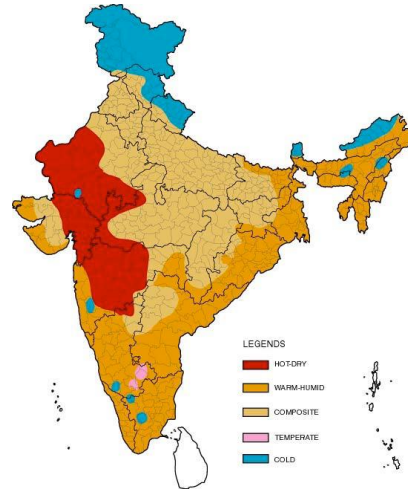 LEGENDS
HOT-DRY
WARM-HUMID
COMPOSITE
TEMPERATE
COLD